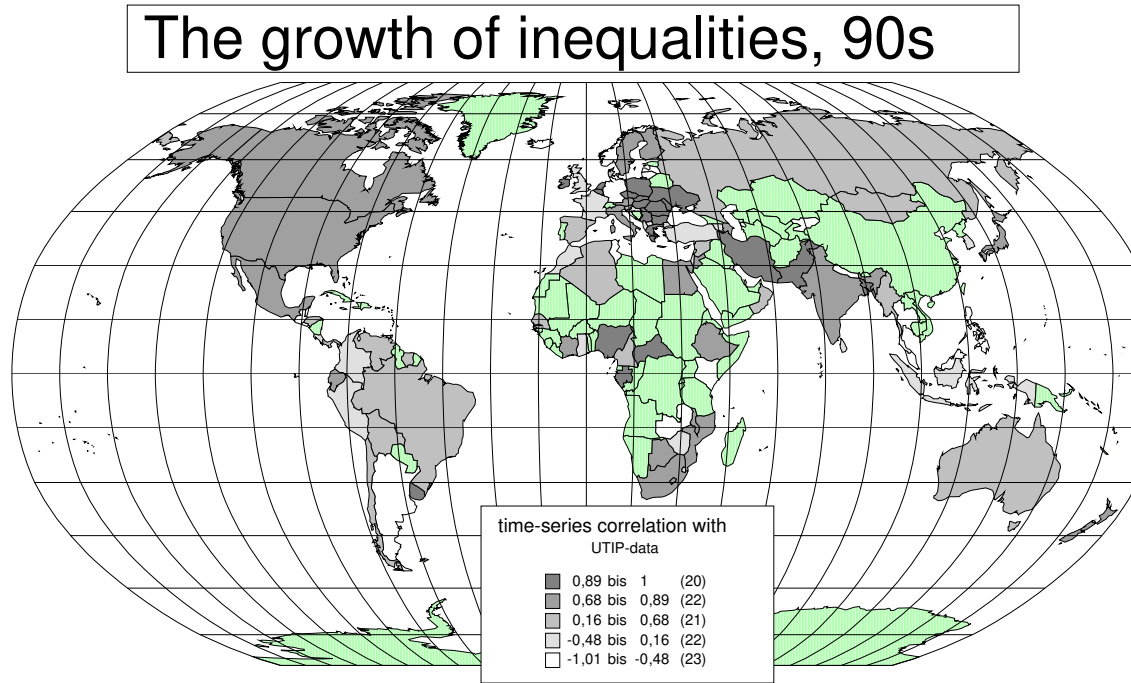 The growth of inequalities, 90s
time-series correlation with
UTIP-data
0,89 bis 1 (20)
0,68 bis 0,89 (22)
0,16 bis 0,68 (21)
-0,48 bis 0,16 (22)
-1,01 bis -0,48 (23)